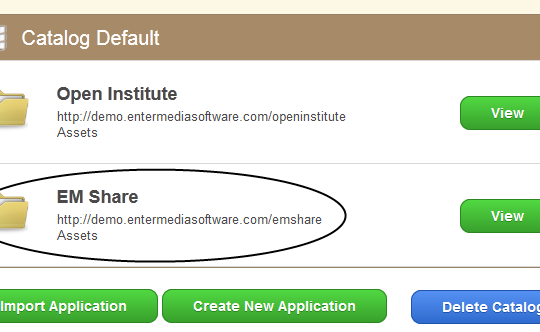 Catalog Default
Open Institute
http://demo.entermediasoftware.com/openinstitute
Assets
View
EM Share
http://demo.entermediasoftware.com/emshare
Assets
View
Import Application
Create New Application
Delete Catalog